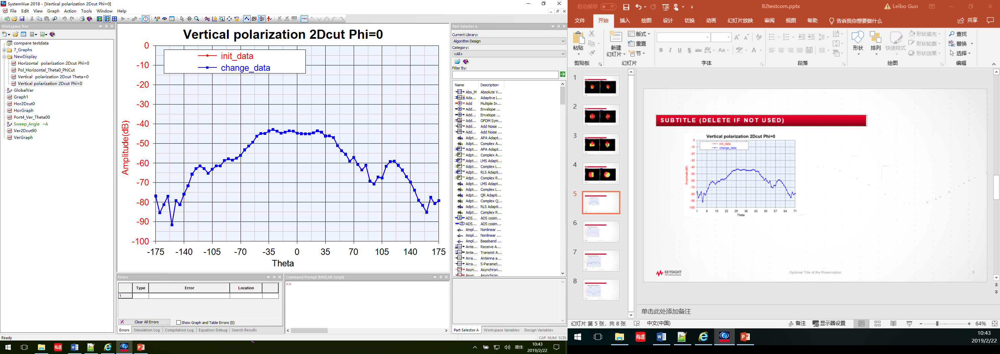 SystemVue 2018 - [Vertical polarization 2Dcut Phi=0]
File Edit View Graph Action Tools Window Help
Workspace Tree
compare testdata
7_Graphs
NewDisplay
Horizontal polarization 2Dcut Phi=0
Pol_Horizontal_Theta0_PhiCut
Vertical polarization 2Dcut Theta=0
Vertical polarization 2Dcut Phi=0
GlobalVar
Graph1
Hor2Dcut0
HorGraph
Port4_Ver_Theta00
Sweep_Angle ~A
Ver2Dcut90
VerGraph
Vertical polarization 2Dcut Phi=0
init_data
change_data
0
-10
-20
-30
-40
-50
-60
-70
-80
-90
-100
Amplitude(dB)
-175 -140 -105 -70 -35 0 35 70 105 140 175
Theta
Errors
Type Error Location
1
Clear All Errors
Show Graph and Table Errors (0)
Errors Simulation Log Compilation Log Equation Debug Search Results
Command Prompt (MATLAB Script)
>>
Part Selector A
Current Library:
Algorithm Design
Category:
<All>
Filter By:
Name Description
Abs_M Absolute V...
Ada... Adaptive L...
Add Multiple In...
Add... Envelope ...
Add... Envelope ...
Add... OFDM Sym...
Add... Add Noise ...
Add... Add Noise ...
Adpt... APA Adapt...
Adpt... Complex A...
Adpt... APA Adapt...
Adpt... Complex A...
Adpt... LMS Adapt...
Adpt... Complex L...
Adpt... RLS Adapti...
Adpt... Complex R...
Adpt... LMS Adapt...
Adpt... Complex L...
Adpt... QR Adapti...
Adpt... Complex Q...
Adpt... RLS Adapti...
Adpt... Complex R...
ADS... ADS cosim...
ADS... ADS cosim...
Ampl... Nonlinear ...
Ampl... Nonlinear ...
Ampl... Baseband ...
Ante... Receive A...
Ante... Transmit A...
Arra... Antenna a...
Arra... S-Paramet...
Asyn... Asynchron...
Asyn... Asynchron...
Part Selector A Workspace Variables Design Variables
Ready
CAP NUM SCRL
有道
简体
10:43
2019/2/22
自动保存 关
B2testcom.pptx
Leibo Guo
文件 开始 插入 绘图 设计 切换 动画 幻灯片放映 审阅 视图 帮助 告诉我你想要做什么 共享
粘贴
剪贴板
新建
幻灯片
版式
重置
节
幻灯片
B I U S abc AV Aa A
字体
段落
形状
排列
快速样式
形状填充
形状轮廓
形状效果
绘图
查找
替换
选择
编辑
1
2
3
4
5
6
7
8
SUBTITLE (DELETE IF NOT USED)
Vertical polarization 2Dcut Phi=0
init_data
change_data
0
-10
-20
-30
-40
-50
-60
-70
-80
-90
-100
Amplitude(dB)
1 8 15 22 29 36 43 50 57 64 71
Theta
KEYSIGHT
TECHNOLOGIES
Optional Title of the Presentation
5
单击此处添加备注
幻灯片 第 5 张，共 8 张 中文(中国)
备注 显示器设置 64%
有道
10:43
2019/2/22